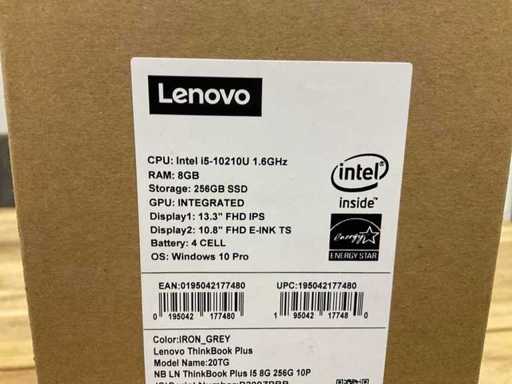 Lenovo
CPU: Intel i5-10210U 1.6GHz
RAM: 8GB
Storage: 256GB SSD
GPU: INTEGRATED
Display1: 13.3" FHD IPS
Display2: 10.8" FHD E-INK TS
Battery: 4 CELL
OS: Windows 10 Pro
intel
inside™
energy
ENERGY STAR
EAN:0195042177480
UPC:195042177480
0 195042 177480
1 95042 17748 0
Color:IRON_GREY
Lenovo ThinkBook Plus
Model Name: 20TG
NB LN ThinkBook Plus i5 8G 256G 10P